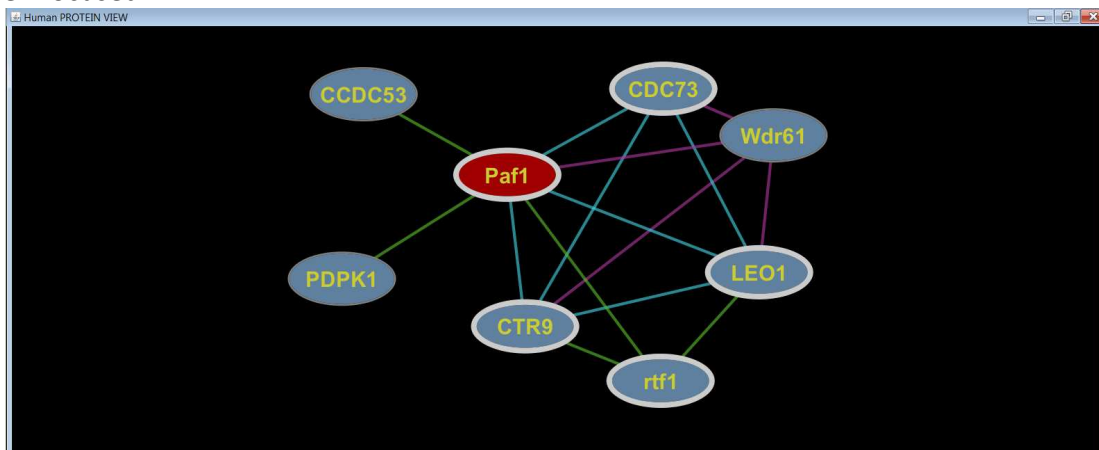 Human PROTEIN VIEW
CCDC53
CDC73
Wdr61
Paf1
PDPK1
LEO1
CTR9
rtf1